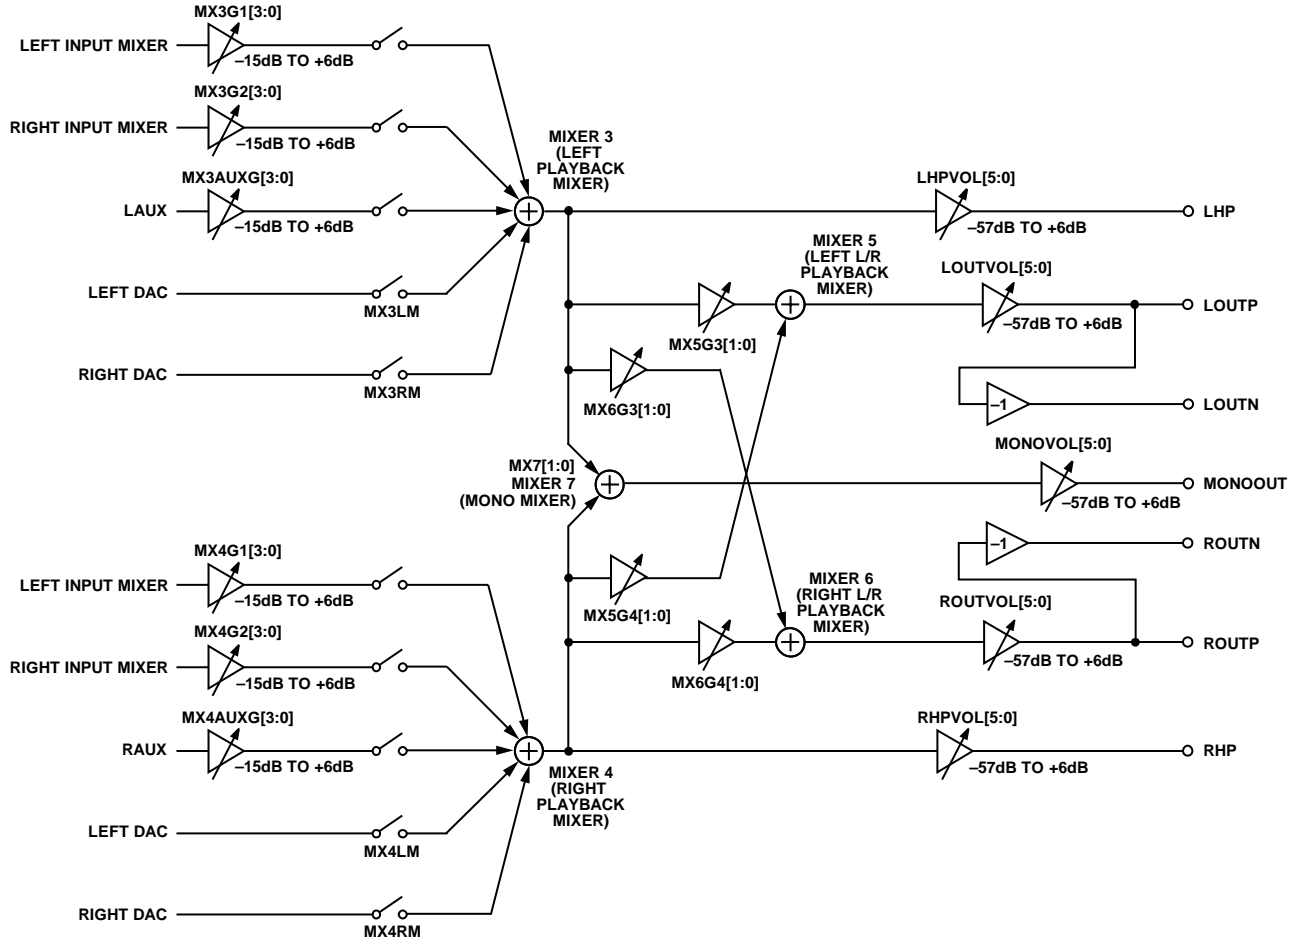 MX3G1[3:0]
LEFT INPUT MIXER
–15dB TO +6dB
MX3G2[3:0]
RIGHT INPUT MIXER
–15dB TO +6dB
MX3AUXG[3:0]
LAUX
–15dB TO +6dB
LEFT DAC
MX3LM
RIGHT DAC
MX3RM
MIXER 3
(LEFT
PLAYBACK
MIXER)
LHPVOL[5:0]
–57dB TO +6dB
LHP
MIXER 5
(LEFT L/R
PLAYBACK
MIXER)
LOUTVOL[5:0]
–57dB TO +6dB
LOUTP
MX5G3[1:0]
MX6G3[1:0]
–1
LOUTN
MX7[1:0]
MIXER 7
(MONO MIXER)
MONOVOL[5:0]
–57dB TO +6dB
MONOOUT
–1
ROUTN
MX5G4[1:0]
MIXER 6
(RIGHT L/R
PLAYBACK
MIXER)
ROUTVOL[5:0]
–57dB TO +6dB
ROUTP
MX6G4[1:0]
MX4G1[3:0]
LEFT INPUT MIXER
–15dB TO +6dB
MX4G2[3:0]
RIGHT INPUT MIXER
–15dB TO +6dB
MX4AUXG[3:0]
RAUX
–15dB TO +6dB
RHPVOL[5:0]
–57dB TO +6dB
RHP
MIXER 4
(RIGHT
PLAYBACK
MIXER)
LEFT DAC
MX4LM
RIGHT DAC
MX4RM